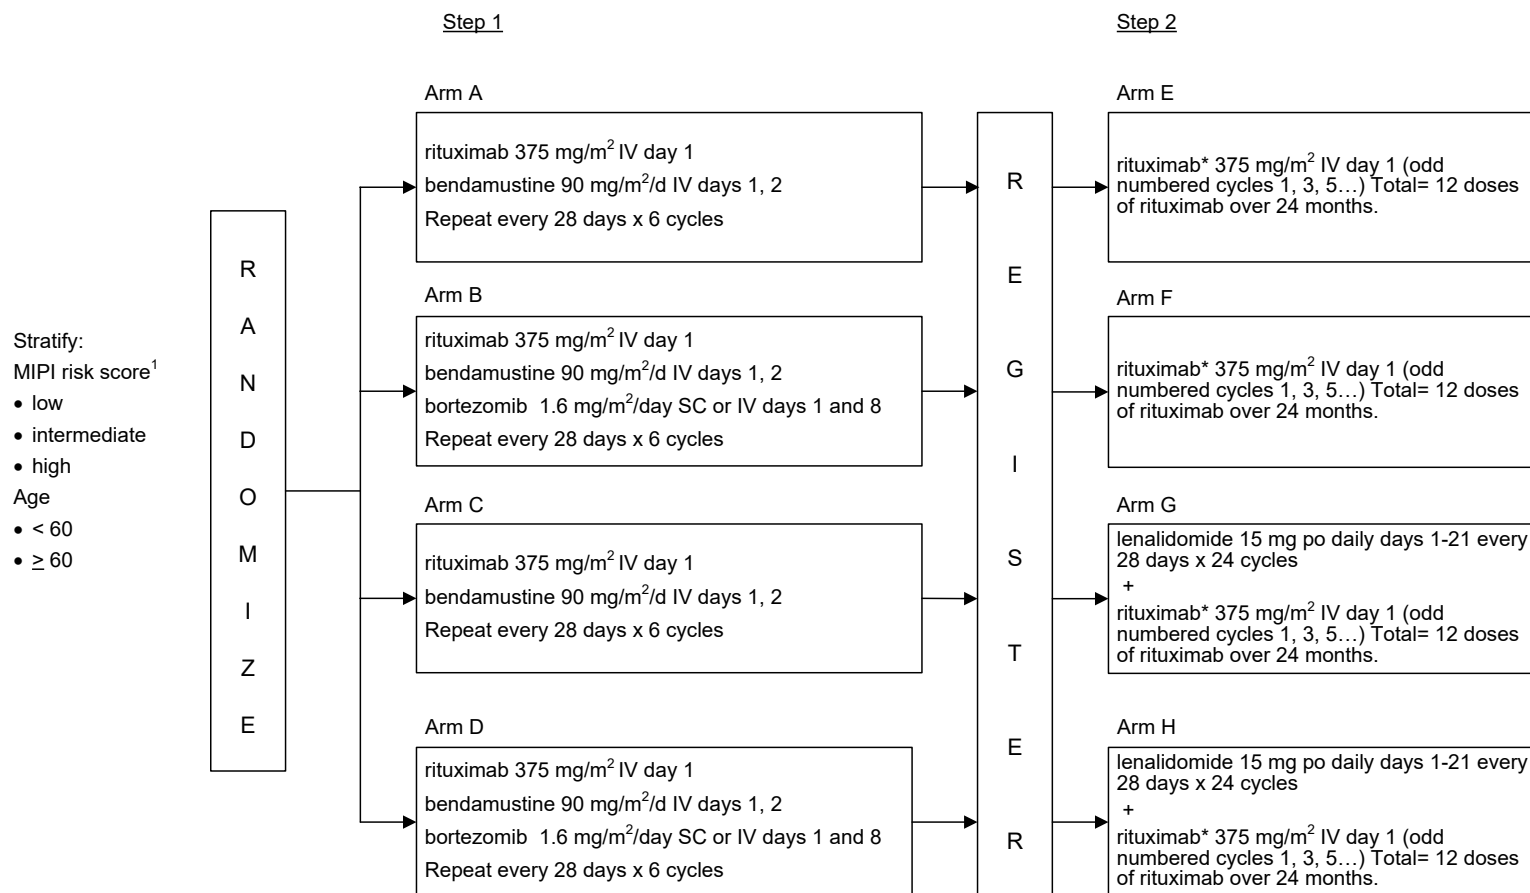 Step 1
Step 2
Stratify:
MIPI risk score¹
• low
• intermediate
• high
Age
• < 60
• ≥ 60
R
A
N
D
O
M
I
Z
E
Arm A
rituximab 375 mg/m² IV day 1
bendamustine 90 mg/m²/d IV days 1, 2
Repeat every 28 days x 6 cycles
Arm B
rituximab 375 mg/m² IV day 1
bendamustine 90 mg/m²/d IV days 1, 2
bortezomib 1.6 mg/m²/day SC or IV days 1 and 8
Repeat every 28 days x 6 cycles
Arm C
rituximab 375 mg/m² IV day 1
bendamustine 90 mg/m²/d IV days 1, 2
Repeat every 28 days x 6 cycles
Arm D
rituximab 375 mg/m² IV day 1
bendamustine 90 mg/m²/d IV days 1, 2
bortezomib 1.6 mg/m²/day SC or IV days 1 and 8
Repeat every 28 days x 6 cycles
R
E
G
I
S
T
E
R
Arm E
rituximab* 375 mg/m² IV day 1 (odd
numbered cycles 1, 3, 5…) Total= 12 doses
of rituximab over 24 months.
Arm F
rituximab* 375 mg/m² IV day 1 (odd
numbered cycles 1, 3, 5…) Total= 12 doses
of rituximab over 24 months.
Arm G
lenalidomide 15 mg po daily days 1-21 every
28 days x 24 cycles
+
rituximab* 375 mg/m² IV day 1 (odd
numbered cycles 1, 3, 5…) Total= 12 doses
of rituximab over 24 months.
Arm H
lenalidomide 15 mg po daily days 1-21 every
28 days x 24 cycles
+
rituximab* 375 mg/m² IV day 1 (odd
numbered cycles 1, 3, 5…) Total= 12 doses
of rituximab over 24 months.